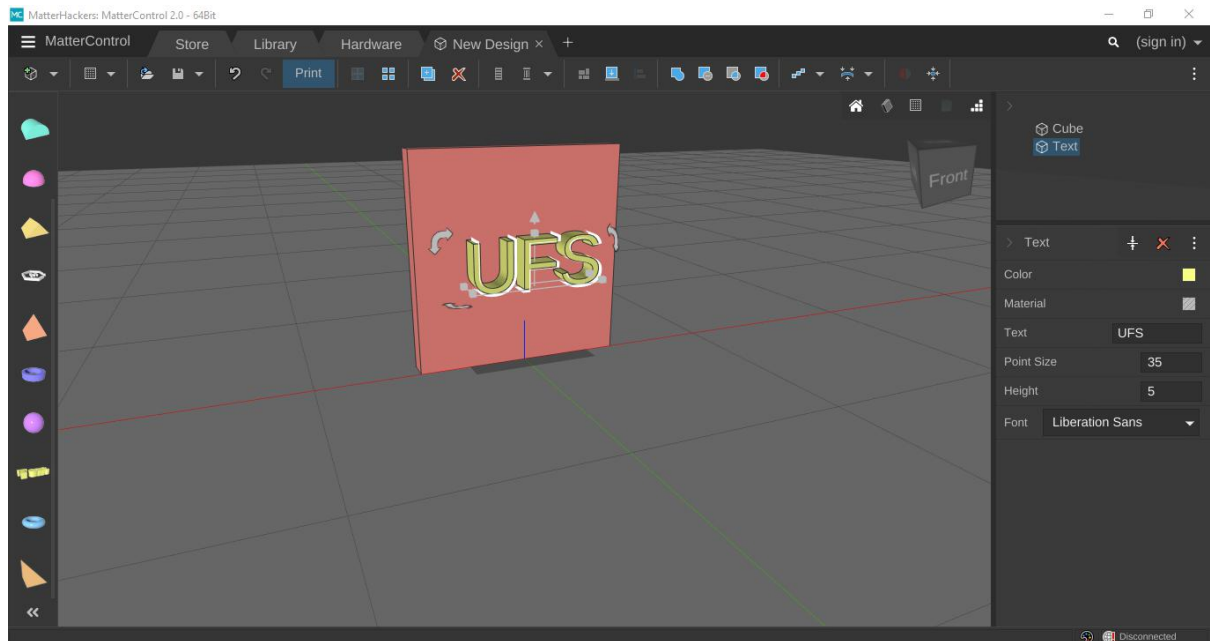 MC MatterHackers: MatterControl 2.0 - 64Bit
MatterControl Store Library Hardware New Design × + (sign in)
Print
Cube
Text
Front
UFS
Text
Color
Material
Text UFS
Point Size 35
Height 5
Font Liberation Sans
Disconnected